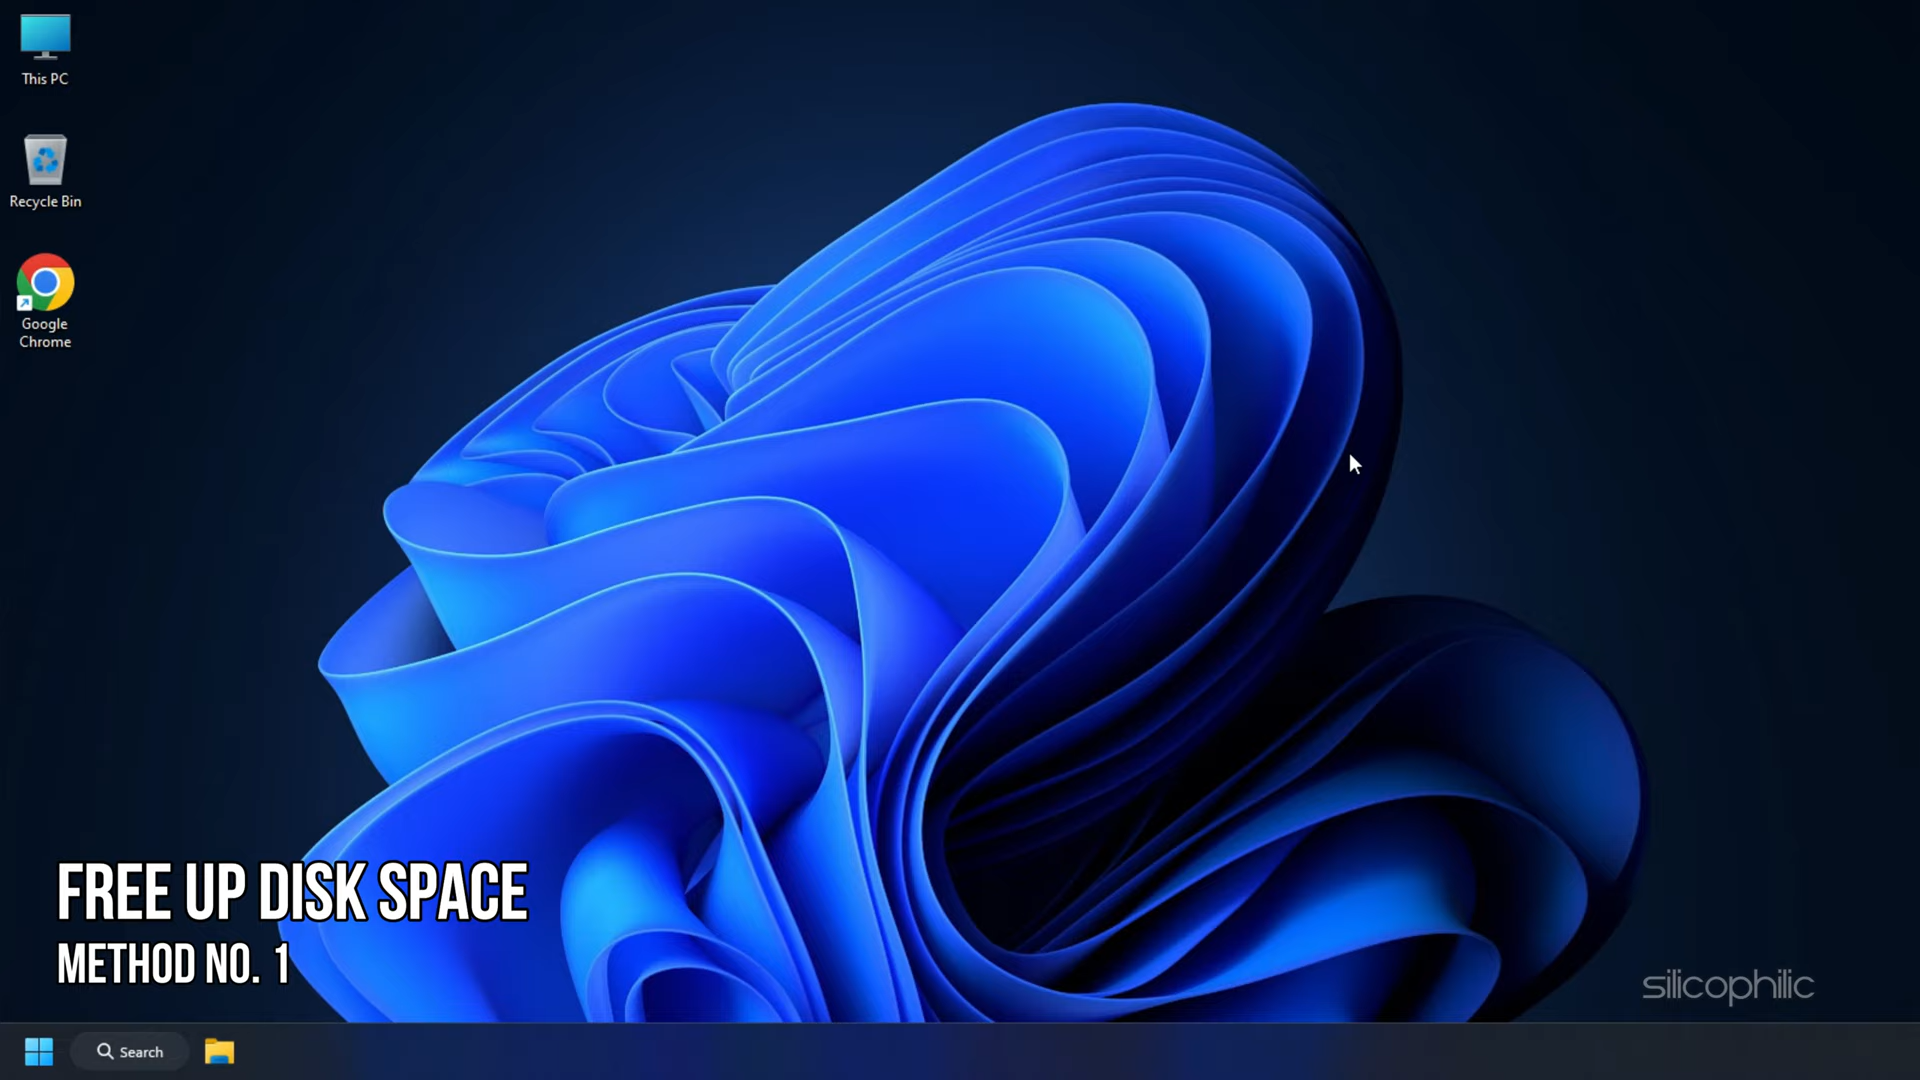 This PC
Recycle Bin
Google
Chrome
FREE UP DISK SPACE
METHOD NO. 1
silicophilic
Search